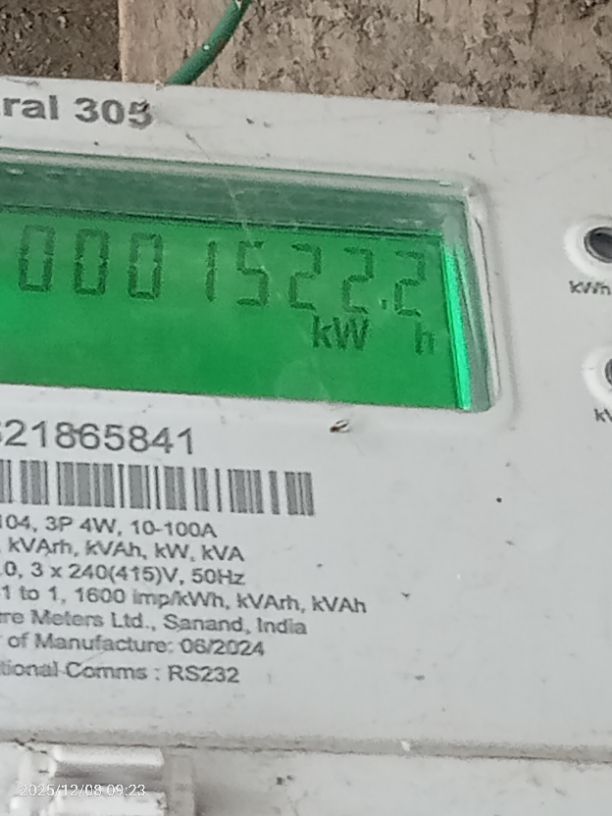 ral 305
0001522.2
kW h
kWh
21865841
104, 3P 4W, 10-100A
, kVArh, kVAh, kW, kVA
.0, 3 x 240(415)V, 50Hz
1 to 1, 1600 imp/kWh, kVArh, kVAh
re Meters Ltd., Sanand, India
of Manufacture: 06/2024
tional Comms : RS232
2025/12/08 09:23